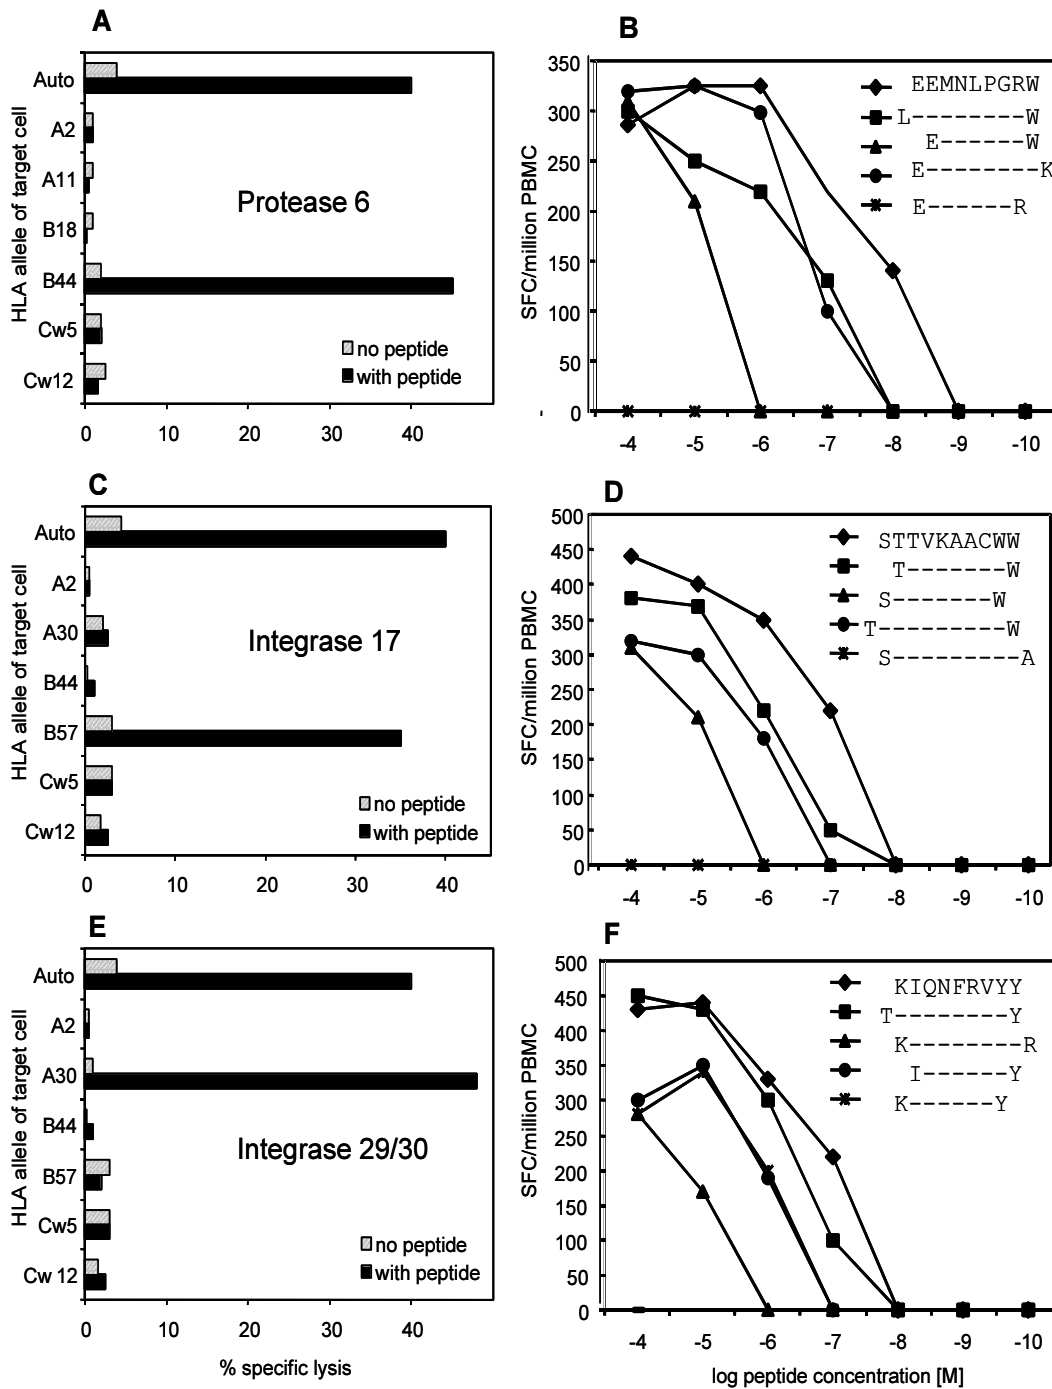 A
HLA allele of target cell
Auto
A2
A11
B18
B44
Cw5
Cw12
Protease 6
no peptide
with peptide
0 10 20 30 40
B
SFC/million PBMC
350
300
250
200
150
100
50
0
-
EEMNLPGRW
L--------W
E------W
E---------K
E------R
-4 -5 -6 -7 -8 -9 -10
C
HLA allele of target cell
Auto
A2
A30
B44
B57
Cw5
Cw12
Integrase 17
no peptide
with peptide
0 10 20 30 40
D
SFC/million PBMC
500
450
400
350
300
250
200
150
100
50
0
STTVKAACWW
T-------W
S-------W
T---------W
S---------A
-4 -5 -6 -7 -8 -9 -10
E
HLA allele of target cell
Auto
A2
A30
B44
B57
Cw5
Cw 12
Integrase 29/30
no peptide
with peptide
0 10 20 30 40
% specific lysis
F
SFC/million PBMC
500
450
400
350
300
250
200
150
100
50
0
KIQNFRVYY
T--------Y
K--------R
I------Y
K------Y
-4 -5 -6 -7 -8 -9 -10
log peptide concentration [M]